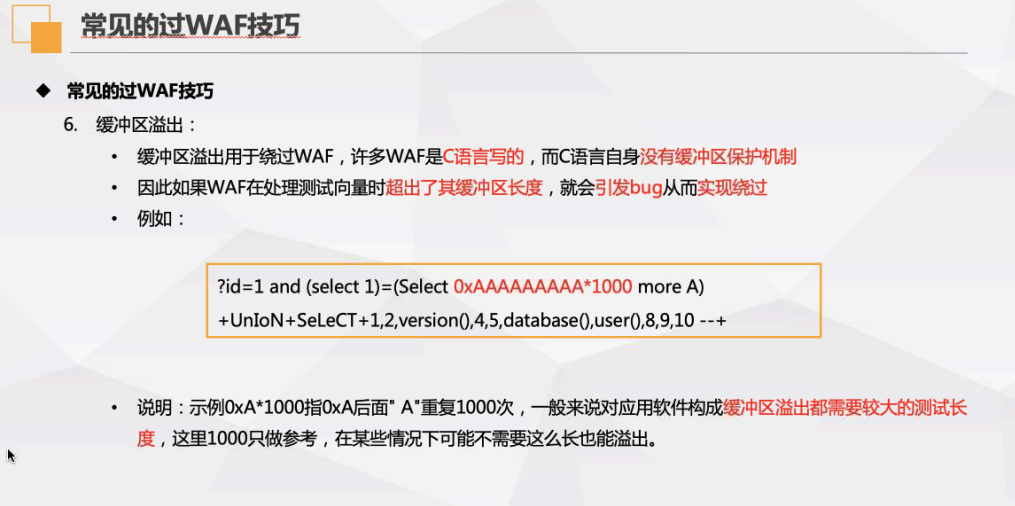 常见的过WAF技巧
◆ 常见的过WAF技巧
6. 缓冲区溢出：
• 缓冲区溢出用于绕过WAF，许多WAF是C语言写的，而C语言自身没有缓冲区保护机制
• 因此如果WAF在处理测试向量时超出了其缓冲区长度，就会引发bug从而实现绕过
• 例如：
?id=1 and (select 1)=(Select 0xAAAAAAAAA*1000 more A)
+UnIoN+SeLeCT+1,2,version(),4,5,database(),user(),8,9,10 --+
• 说明：示例0xA*1000指0xA后面" A"重复1000次，一般来说对应用软件构成缓冲区溢出都需要较大的测试长
度，这里1000只做参考，在某些情况下可能不需要这么长也能溢出。